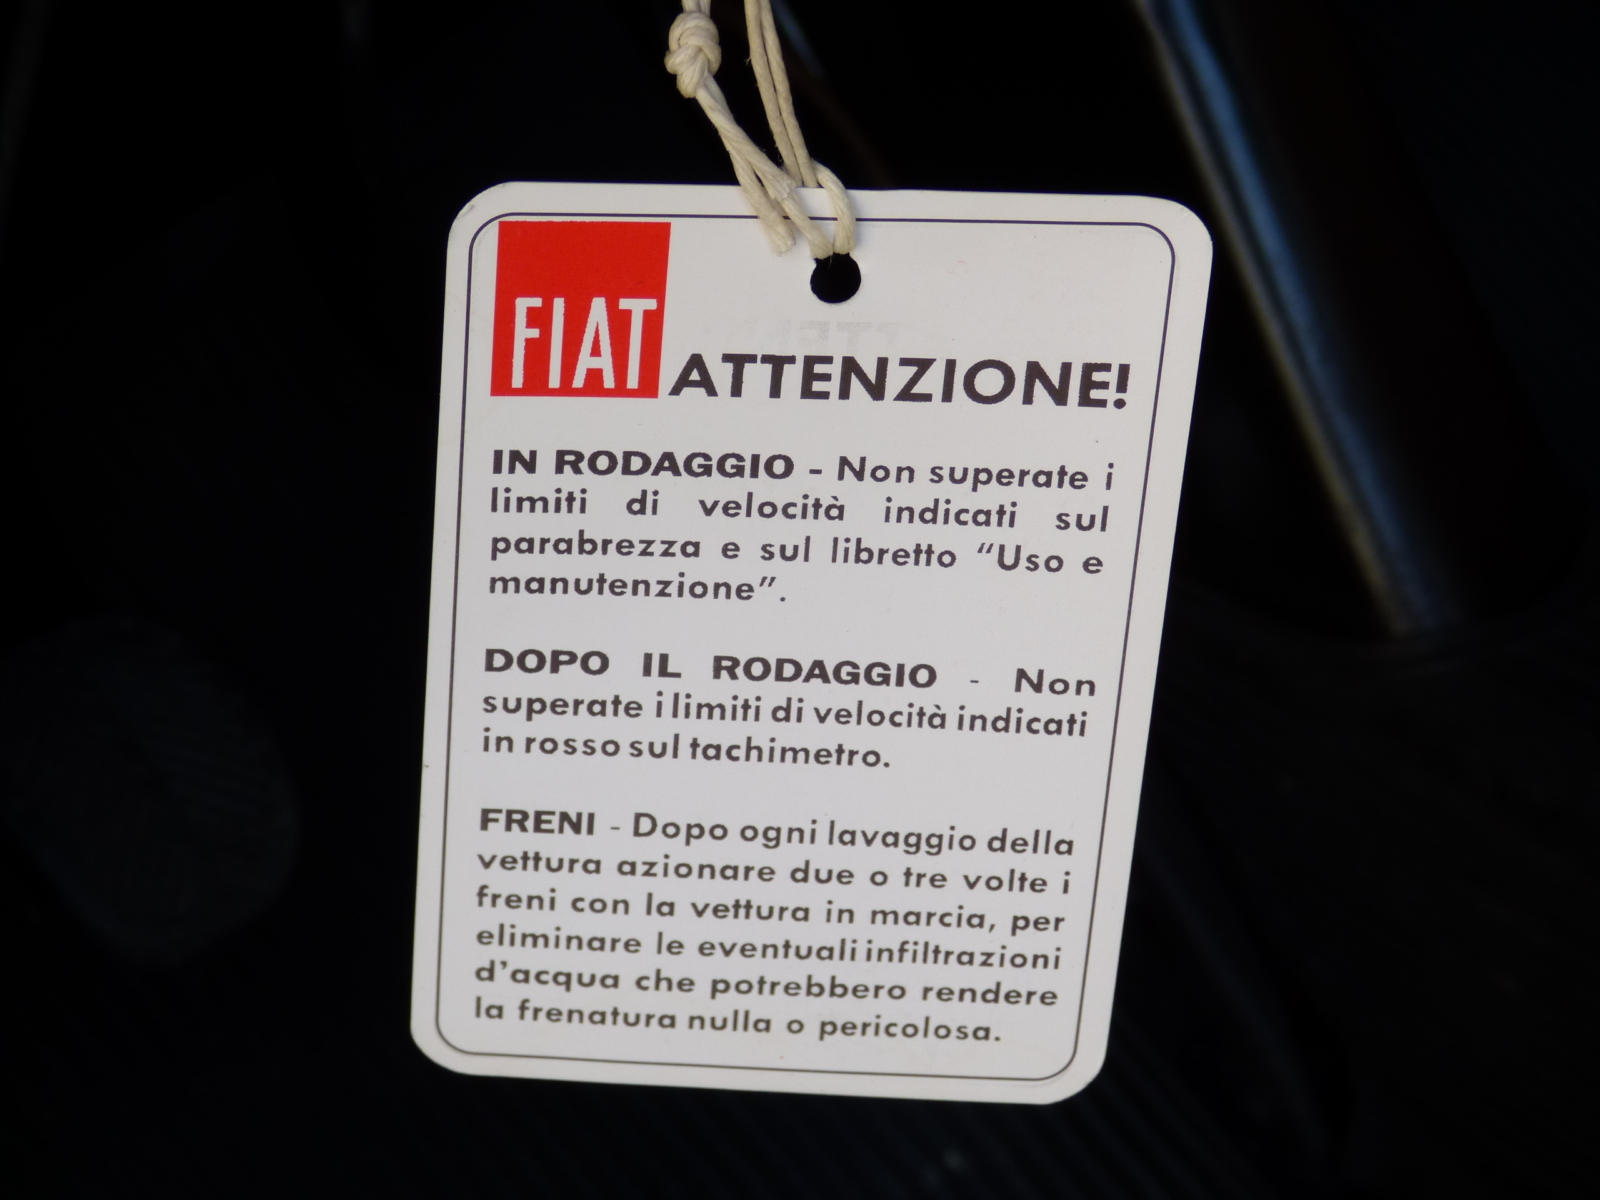 FIAT ATTENZIONE!
IN RODAGGIO - Non superate i
limiti di velocità indicati sul
parabrezza e sul libretto “Uso e
manutenzione”.
DOPO IL RODAGGIO - Non
superate i limiti di velocità indicati
in rosso sul tachimetro.
FRENI - Dopo ogni lavaggio della
vettura azionare due o tre volte i
freni con la vettura in marcia, per
eliminare le eventuali infiltrazioni
d’acqua che potrebbero rendere
la frenatura nulla o pericolosa.